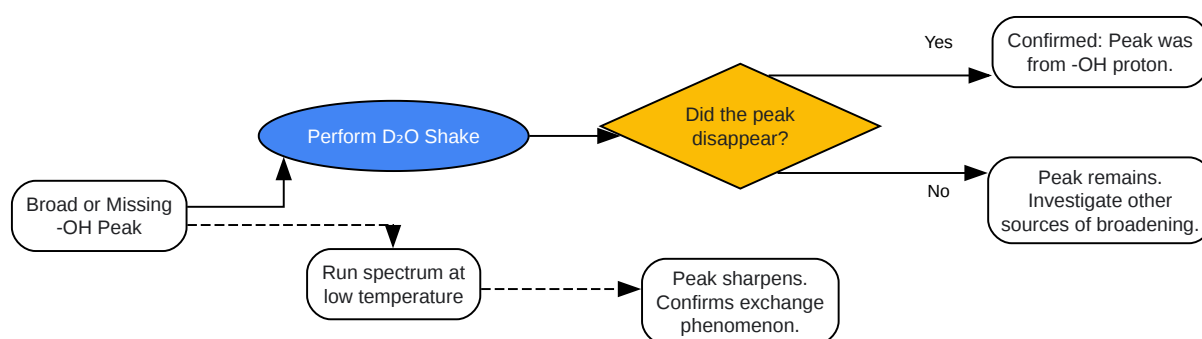 Broad or Missing
-OH Peak
Perform D₂O Shake
Did the peak
disappear?
Yes
Confirmed: Peak was
from -OH proton.
No
Peak remains.
Investigate other
sources of broadening.
Run spectrum at
low temperature
Peak sharpens.
Confirms exchange
phenomenon.